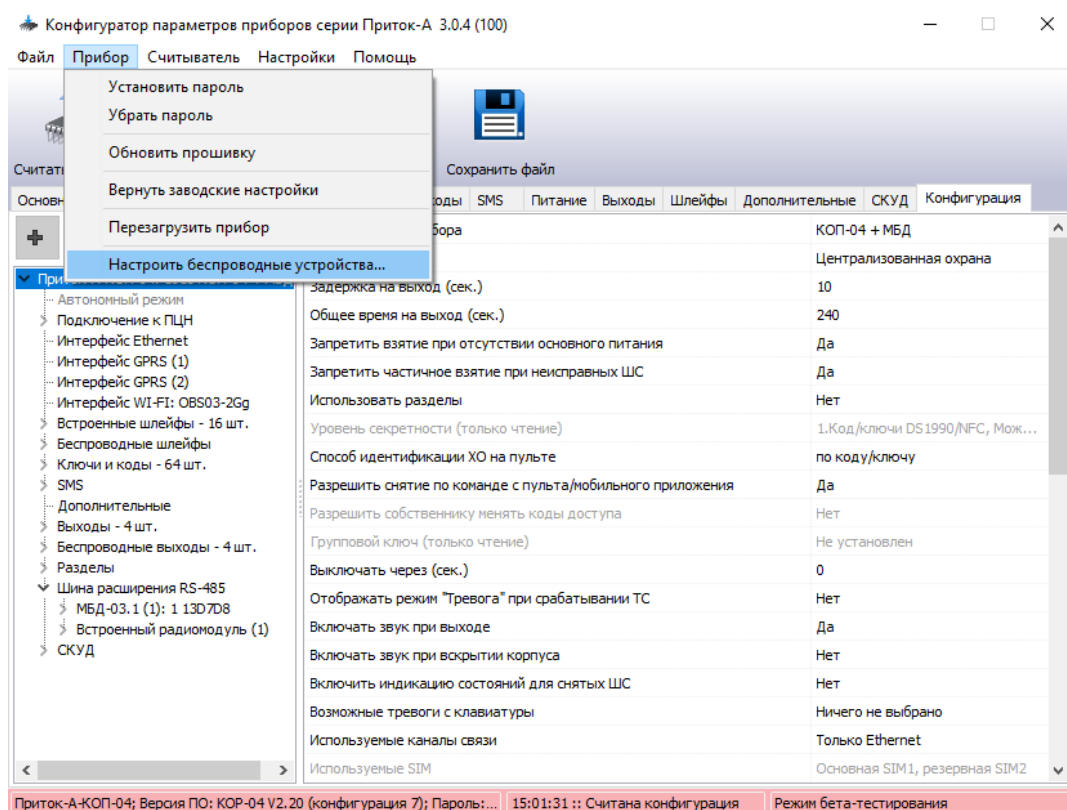 Конфигуратор параметров приборов серии Приток-А 3.0.4 (100)
Файл Прибор Считыватель Настройки Помощь
Установить пароль
Убрать пароль
Обновить прошивку
Вернуть заводские настройки
Перезагрузить прибор
Настроить беспроводные устройства...
Сохранить файл
SMS Питание Выходы Шлейфы Дополнительные СКУД Конфигурация
КОП-04 + МБД
Централизованная охрана
Автономный режим
Подключение к ПЦН
Интерфейс Ethernet
Интерфейс GPRS (1)
Интерфейс GPRS (2)
Интерфейс WI-FI: OBS03-2Gg
Встроенные шлейфы - 16 шт.
Беспроводные шлейфы
Ключи и коды - 64 шт.
SMS
Дополнительные
Выходы - 4 шт.
Беспроводные выходы - 4 шт.
Разделы
Шина расширения RS-485
МБД-03.1 (1): 1 13D7D8
Встроенный радиомодуль (1)
СКУД
Задержка на выход (сек.) 10
Общее время на выход (сек.) 240
Запретить взятие при отсутствии основного питания Да
Запретить частичное взятие при неисправных ШС Да
Использовать разделы Нет
Уровень секретности (только чтение) 1.Код/ключи DS1990/NFC, Мож...
Способ идентификации ХО на пульте по коду/ключу
Разрешить снятие по команде с пульта/мобильного приложения Да
Разрешить собственнику менять коды доступа Нет
Групповой ключ (только чтение) Не установлен
Выключать через (сек.) 0
Отображать режим "Тревога" при срабатывании ТС Нет
Включать звук при выходе Да
Включать звук при вскрытии корпуса Нет
Включить индикацию состояний для снятых ШС Нет
Возможные тревоги с клавиатуры Ничего не выбрано
Используемые каналы связи Только Ethernet
Используемые SIM Основная SIM1, резервная SIM2
Приток-А-КОП-04; Версия ПО: КОР-04 V2.20 (конфигурация 7); Пароль:... 15:01:31 :: Считана конфигурация Режим бета-тестирования